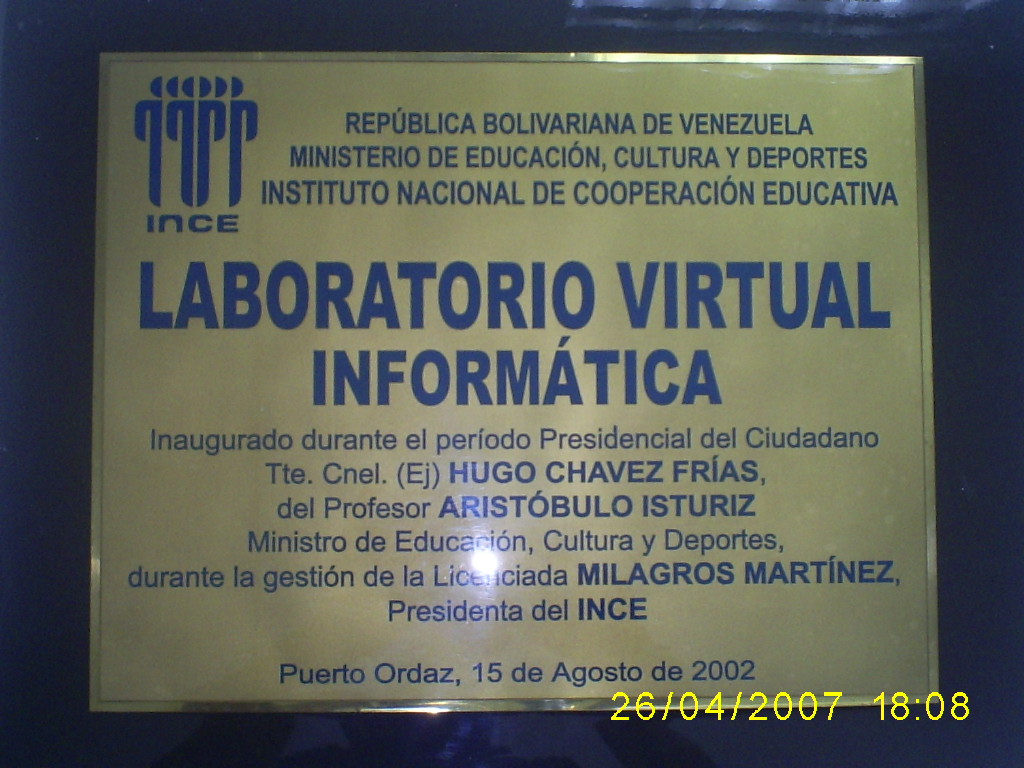 REPÚBLICA BOLIVARIANA DE VENEZUELA
MINISTERIO DE EDUCACIÓN, CULTURA Y DEPORTES
INSTITUTO NACIONAL DE COOPERACIÓN EDUCATIVA
INCE
LABORATORIO VIRTUAL
INFORMÁTICA
Inaugurado durante el período Presidencial del Ciudadano
Tte. Cnel. (Ej) HUGO CHAVEZ FRÍAS,
del Profesor ARISTÓBULO ISTURIZ
Ministro de Educación, Cultura y Deportes,
durante la gestión de la Licenciada MILAGROS MARTÍNEZ,
Presidenta del INCE
Puerto Ordaz, 15 de Agosto de 2002
26/04/2007 18:08